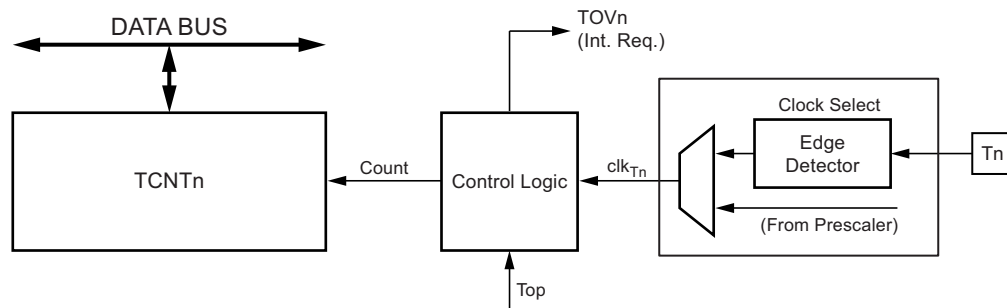 DATA BUS
TOVn
(Int. Req.)
Clock Select
Edge
Detector
Tn
TCNTn
Count
Control Logic
clkTn
(From Prescaler)
Top